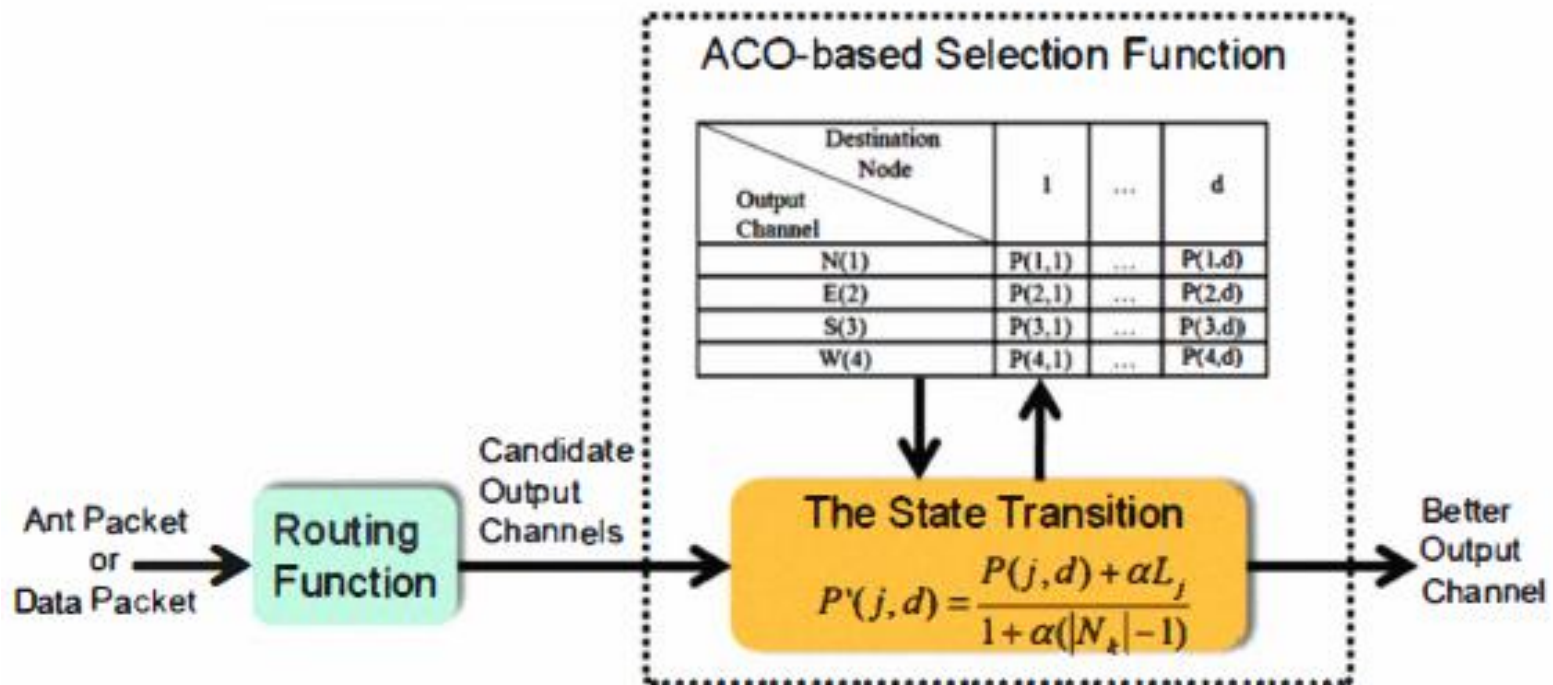 ACO-based Selection Function
Destination
Node
Output
Channel
1 ... d
N(1) P(1,1) ... P(1,d)
E(2) P(2,1) ... P(2,d)
S(3) P(3,1) ... P(3,d)
W(4) P(4,1) ... P(4,d)
Ant Packet
or
Data Packet
Routing
Function
Candidate
Output
Channels
The State Transition
P'(j,d) = (P(j,d) + αL_j) / (1 + α(|N_k| - 1))
Better
Output
Channel